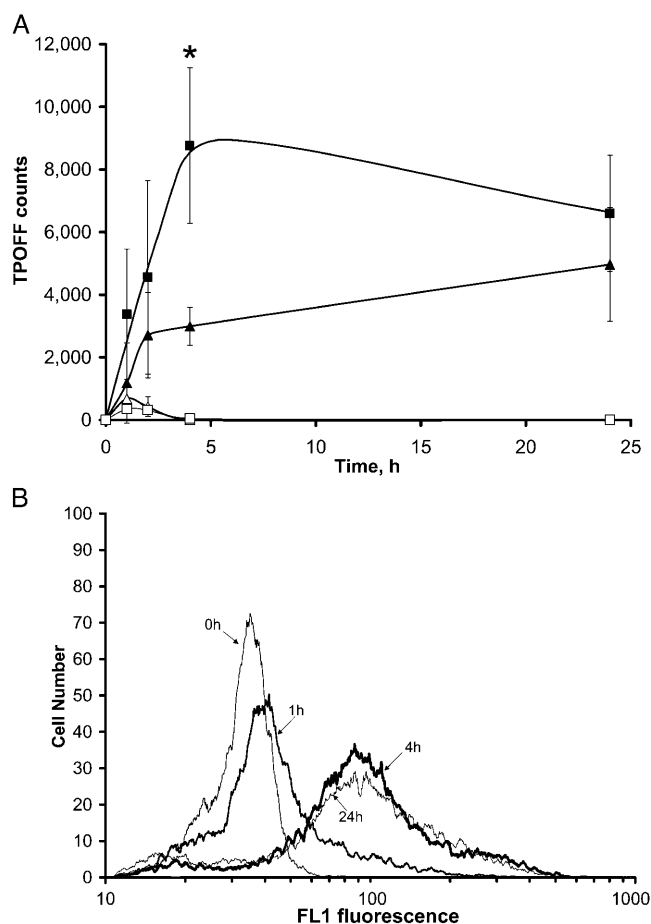 A
*
12,000
10,000
8,000
6,000
4,000
2,000
0
TPOFF counts
0 5 10 15 20 25
Time, h
B
100
90
80
70
60
50
40
30
20
10
0
Cell Number
0h
1h
4h
24h
10 100 1000
FL1 fluorescence